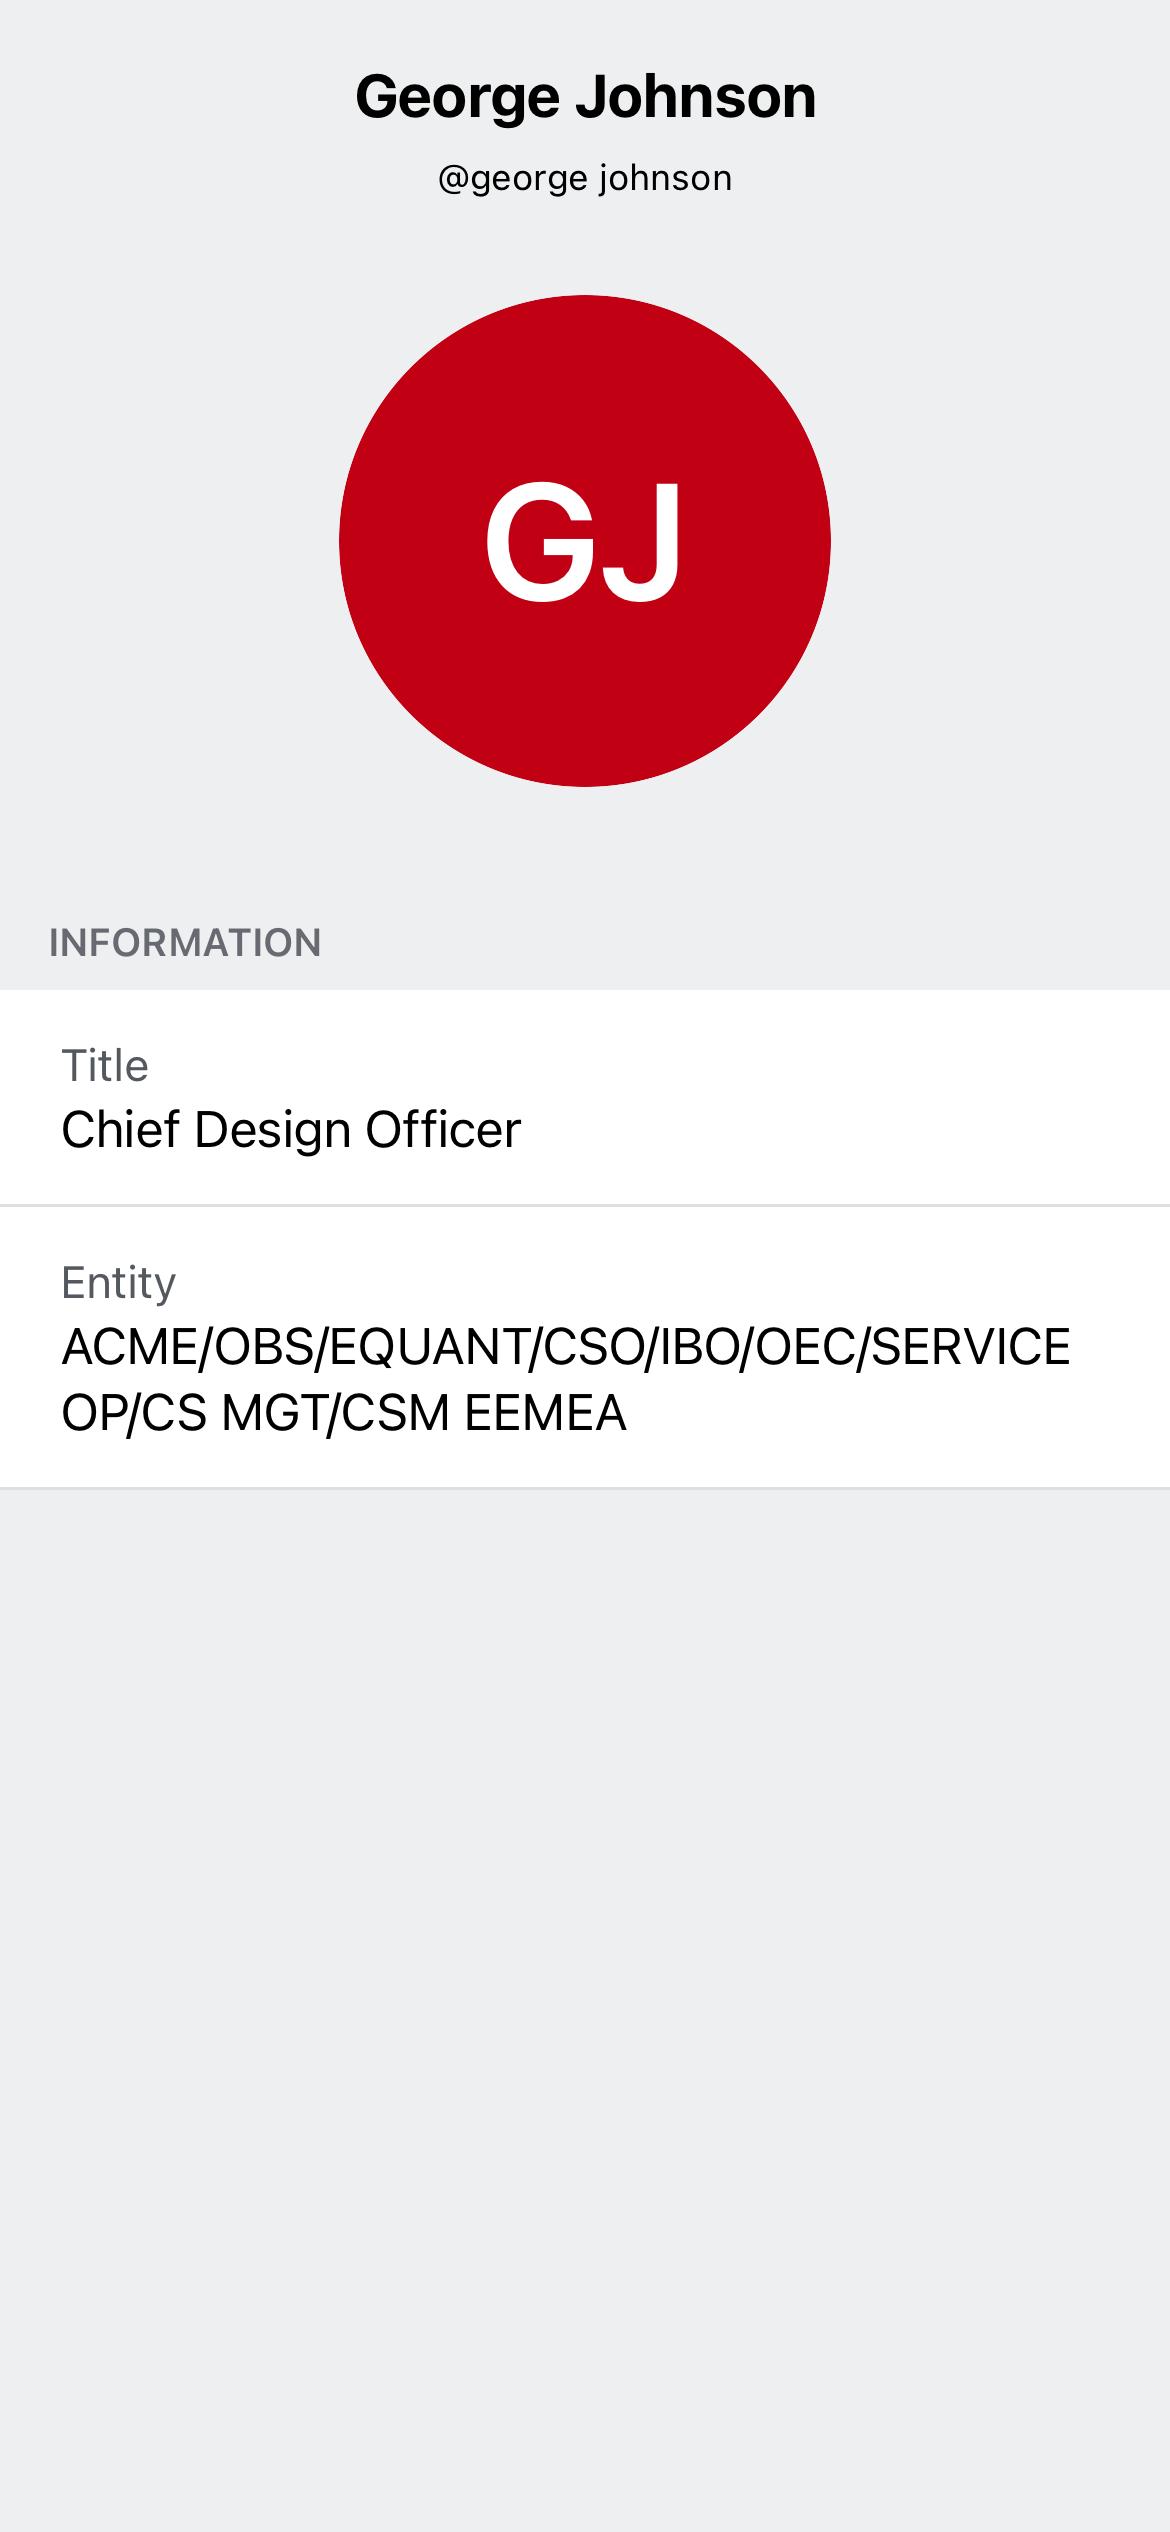 George Johnson
@george johnson
GJ
INFORMATION
Title
Chief Design Officer
Entity
ACME/OBS/EQUANT/CSO/IBO/OEC/SERVICE
OP/CS MGT/CSM EEMEA